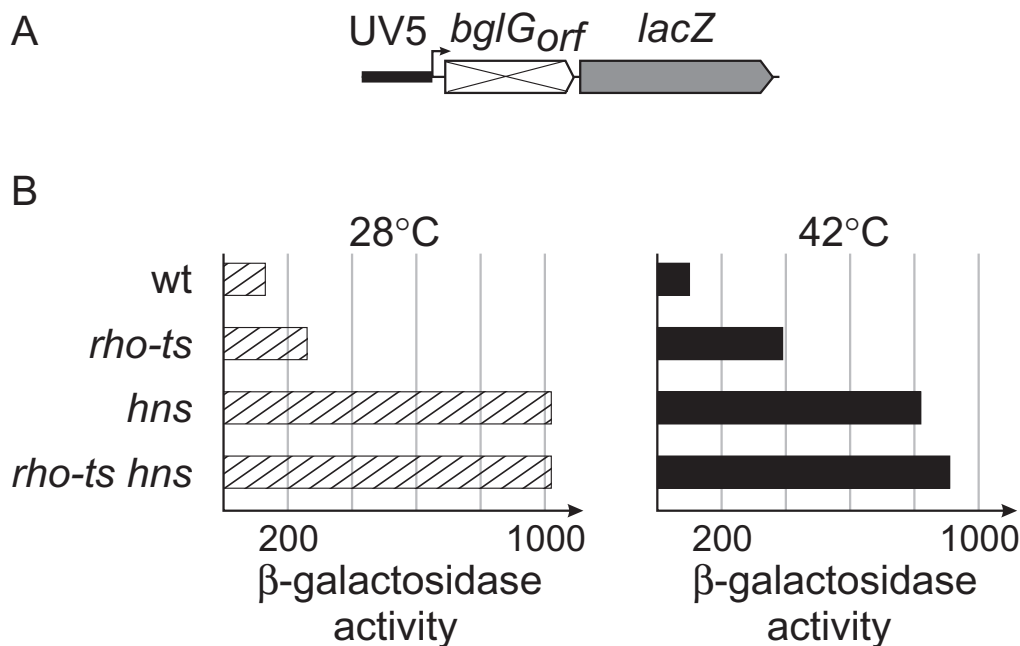 A
UV5 bglGorf lacZ
B
28°C 42°C
wt
rho-ts
hns
rho-ts hns
200 1000 200 1000
β-galactosidase β-galactosidase
activity activity